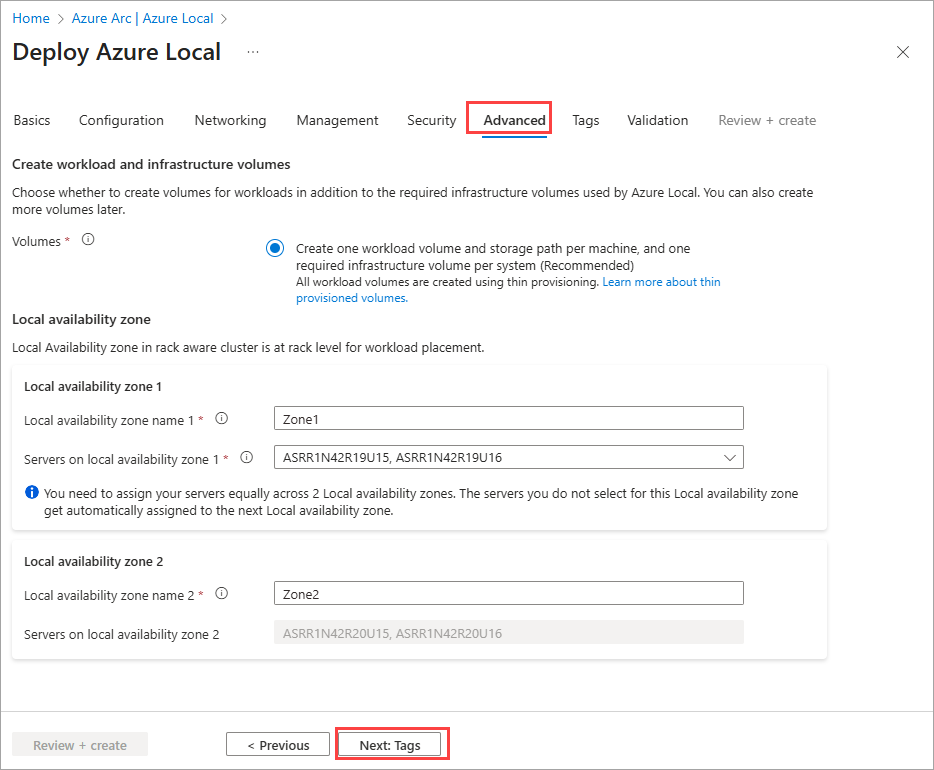 Home > Azure Arc | Azure Local >
Deploy Azure Local ...
Basics Configuration Networking Management Security Advanced Tags Validation Review + create
Create workload and infrastructure volumes
Choose whether to create volumes for workloads in addition to the required infrastructure volumes used by Azure Local. You can also create
more volumes later.
Volumes *
Create one workload volume and storage path per machine, and one
required infrastructure volume per system (Recommended)
All workload volumes are created using thin provisioning. Learn more about thin
provisioned volumes.
Local availability zone
Local Availability zone in rack aware cluster is at rack level for workload placement.
Local availability zone 1
Local availability zone name 1 * Zone1
Servers on local availability zone 1 * ASRR1N42R19U15, ASRR1N42R19U16
You need to assign your servers equally across 2 Local availability zones. The servers you do not select for this Local availability zone
get automatically assigned to the next Local availability zone.
Local availability zone 2
Local availability zone name 2 * Zone2
Servers on local availability zone 2 ASRR1N42R20U15, ASRR1N42R20U16
Review + create < Previous Next: Tags